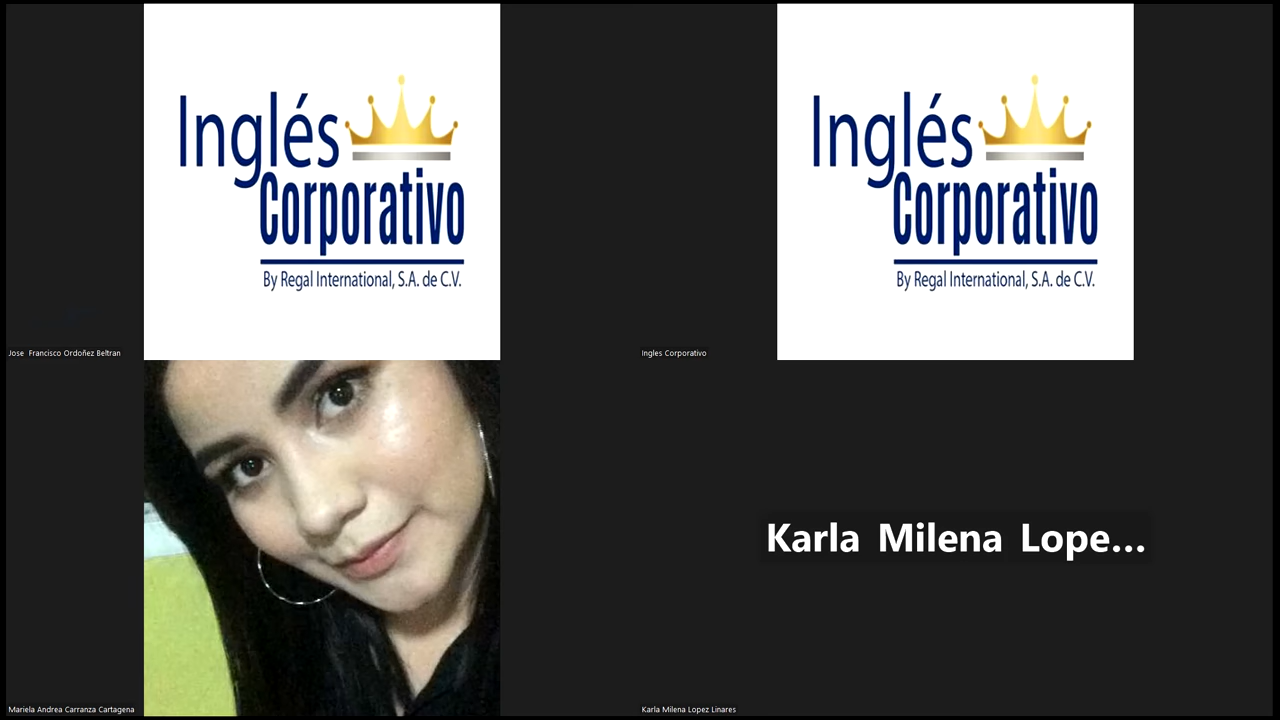 Inglés
Corporativo
By Regal International, S.A. de C.V.
Jose Francisco Ordoñez Beltran
Inglés
Corporativo
By Regal International, S.A. de C.V.
Ingles Corporativo
Mariela Andrea Carranza Cartagena
Karla Milena Lope...
Karla Milena Lopez Linares